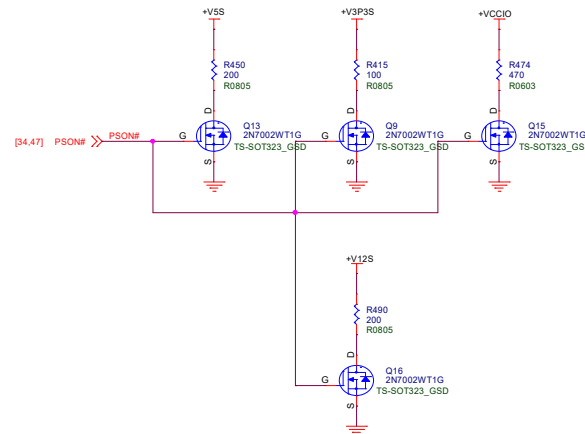 +V5S
+V3P3S
+VCCIO
R450
200
R0805
R415
100
R0805
R474
470
R0603
D
D
D
[34,47] PSON#
PSON#
G
Q13
2N7002WT1G
TS-SOT323_GSD
S
G
Q9
2N7002WT1G
TS-SOT323_GSD
S
G
Q15
2N7002WT1G
TS-SOT323_GS
S
+V12S
R490
200
R0805
D
G
Q16
2N7002WT1G
TS-SOT323_GSD
S